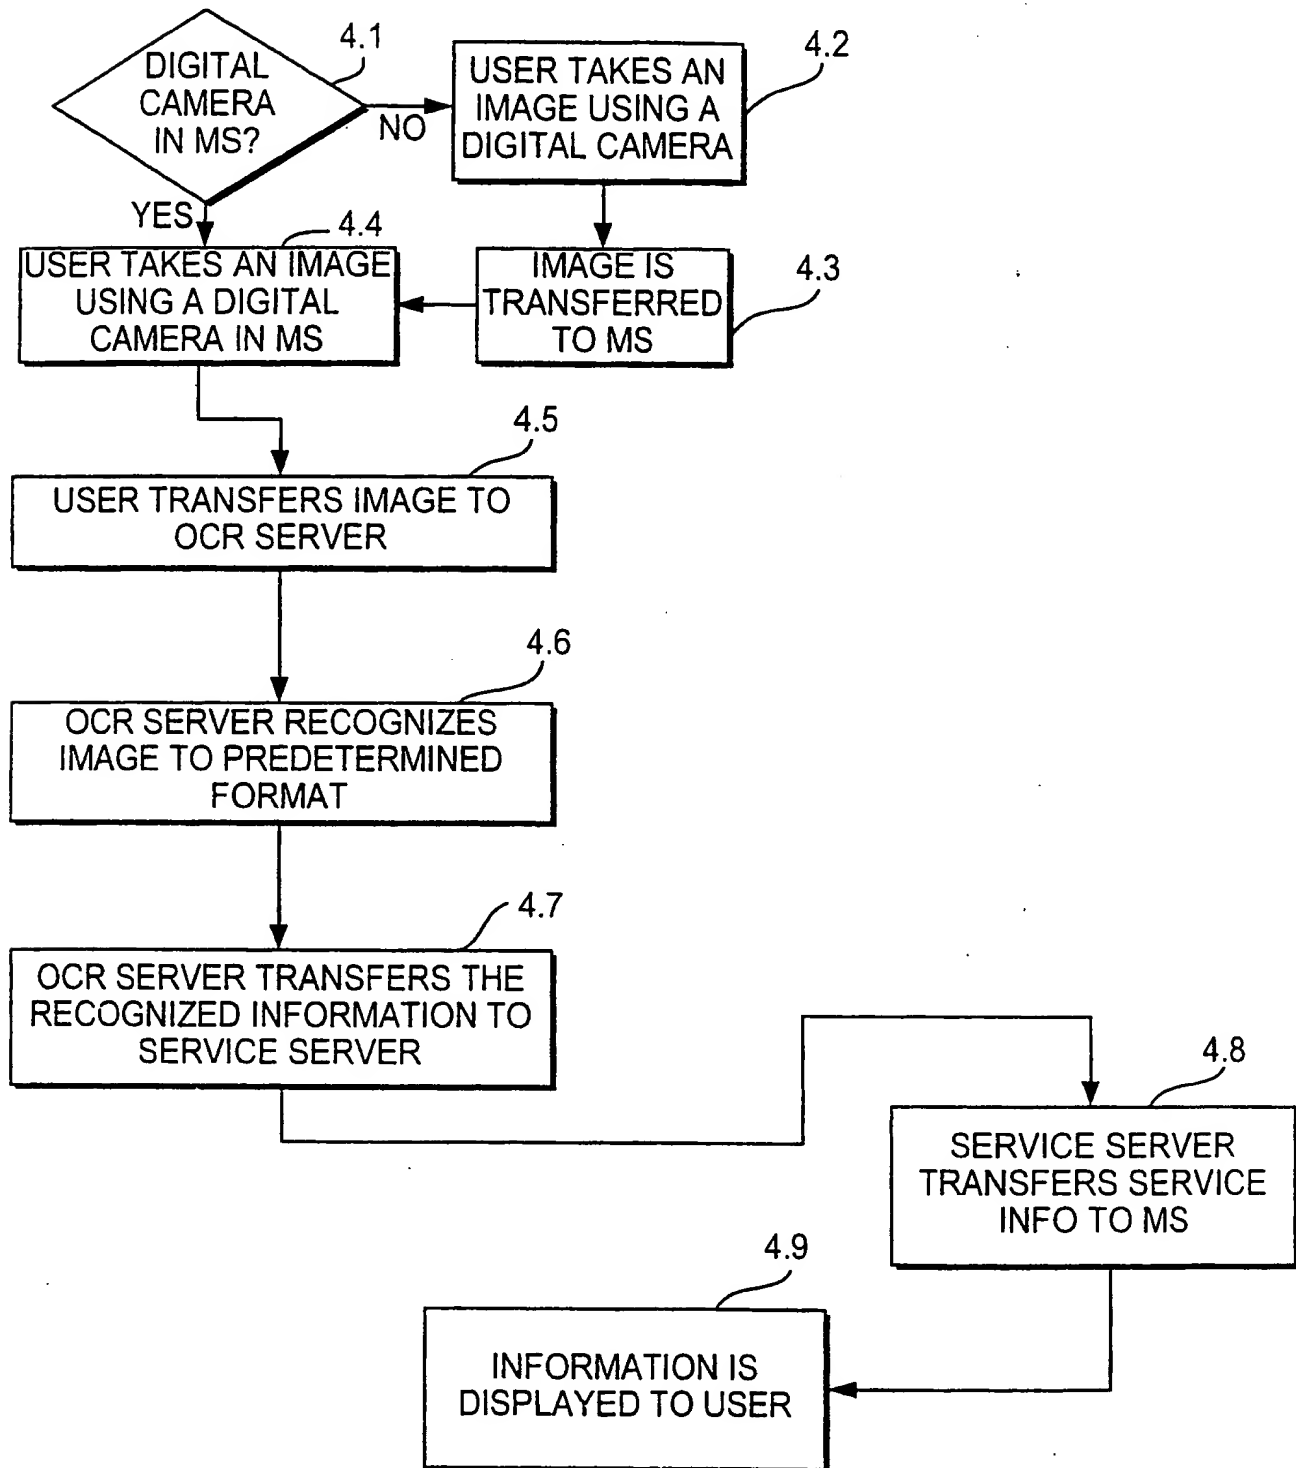 4.1
DIGITAL
CAMERA
IN MS?
NO
YES
4.2
USER TAKES AN
IMAGE USING A
DIGITAL CAMERA
4.3
IMAGE IS
TRANSFERRED
TO MS
4.4
USER TAKES AN IMAGE
USING A DIGITAL
CAMERA IN MS
4.5
USER TRANSFERS IMAGE TO
OCR SERVER
4.6
OCR SERVER RECOGNIZES
IMAGE TO PREDETERMINED
FORMAT
4.7
OCR SERVER TRANSFERS THE
RECOGNIZED INFORMATION TO
SERVICE SERVER
4.8
SERVICE SERVER
TRANSFERS SERVICE
INFO TO MS
4.9
INFORMATION IS
DISPLAYED TO USER